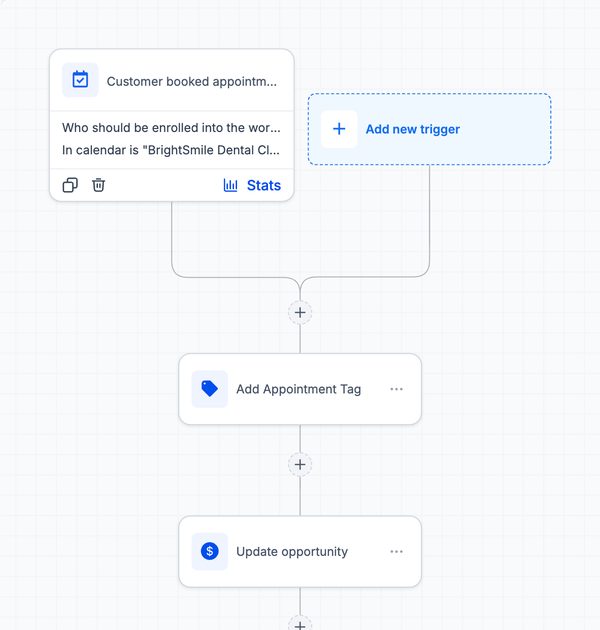 Customer booked appointm...
Who should be enrolled into the wor...
In calendar is "BrightSmile Dental Cl...
Stats
Add new trigger
Add Appointment Tag
Update opportunity